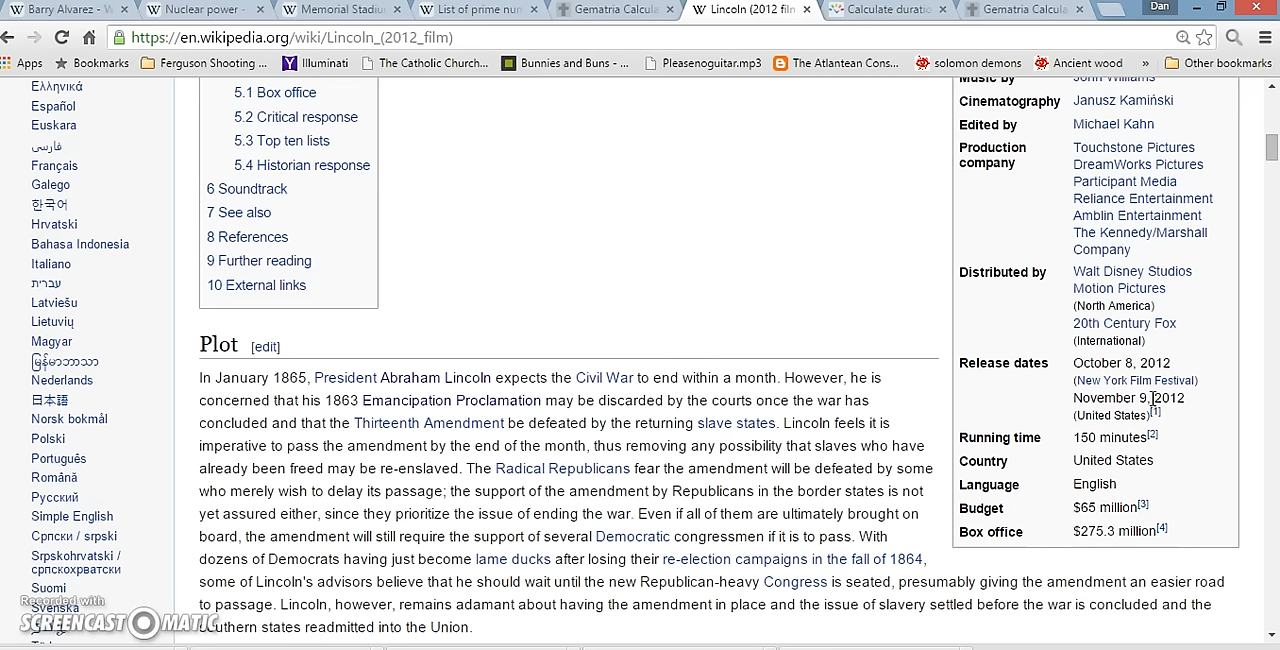 Barry Alvarez - W
Nuclear power -
Memorial Stadiu
List of prime num
Gematria Calcula
Lincoln (2012 film
Calculate duratio
Gematria Calcula
Dan
https://en.wikipedia.org/wiki/Lincoln_(2012_film)
Apps
Bookmarks
Ferguson Shooting ...
Illuminati
The Catholic Church...
Bunnies and Buns - ...
Pleasenoguitar.mp3
The Atlantean Cons...
solomon demons
Ancient wood
»
Other bookmarks
Ελληνικά
Español
Euskara
فارسی
Français
Galego
한국어
Hrvatski
Bahasa Indonesia
Italiano
עברית
Latviešu
Lietuvių
Magyar
မြန်မာဘာသာ
Nederlands
日本語
Norsk bokmål
Polski
Português
Română
Русский
Simple English
Српски / srpski
Srpskohrvatski /
српскохрватски
Suomi
Svenska
5.1 Box office
5.2 Critical response
5.3 Top ten lists
5.4 Historian response
6 Soundtrack
7 See also
8 References
9 Further reading
10 External links
Plot [edit]
In January 1865, President Abraham Lincoln expects the Civil War to end within a month. However, he is
concerned that his 1863 Emancipation Proclamation may be discarded by the courts once the war has
concluded and that the Thirteenth Amendment be defeated by the returning slave states. Lincoln feels it is
imperative to pass the amendment by the end of the month, thus removing any possibility that slaves who have
already been freed may be re-enslaved. The Radical Republicans fear the amendment will be defeated by some
who merely wish to delay its passage; the support of the amendment by Republicans in the border states is not
yet assured either, since they prioritize the issue of ending the war. Even if all of them are ultimately brought on
board, the amendment will still require the support of several Democratic congressmen if it is to pass. With
dozens of Democrats having just become lame ducks after losing their re-election campaigns in the fall of 1864,
some of Lincoln's advisors believe that he should wait until the new Republican-heavy Congress is seated, presumably giving the amendment an easier road
to passage. Lincoln, however, remains adamant about having the amendment in place and the issue of slavery settled before the war is concluded and the
southern states readmitted into the Union.
Music by John Williams
Cinematography Janusz Kamiński
Edited by Michael Kahn
Production Touchstone Pictures
company DreamWorks Pictures
Participant Media
Reliance Entertainment
Amblin Entertainment
The Kennedy/Marshall
Company
Distributed by Walt Disney Studios
Motion Pictures
(North America)
20th Century Fox
(International)
Release dates October 8, 2012
(New York Film Festival)
November 9, 2012
(United States)[1]
Running time 150 minutes[2]
Country United States
Language English
Budget $65 million[3]
Box office $275.3 million[4]
Recorded with
SCREENCAST MATIC